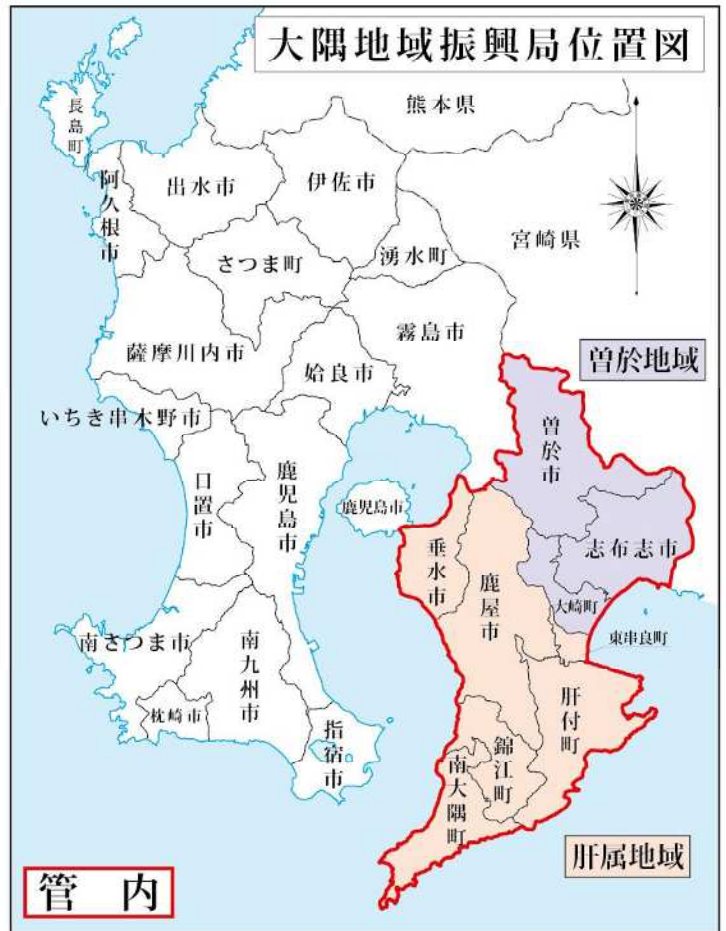 大隅地域振興局位置図
熊本県
長島町
出水市
伊佐市
阿久根市
宮崎県
さつま町
湧水町
霧島市
薩摩川内市
姶良市
曽於地域
いちき串木野市
曽於市
日置市
鹿児島市
鹿児島市
垂水市
鹿屋市
志布志市
大崎町
東串良町
南さつま市
南九州市
枕崎市
指宿市
肝付町
錦江町
南大隅町
肝属地域
管内